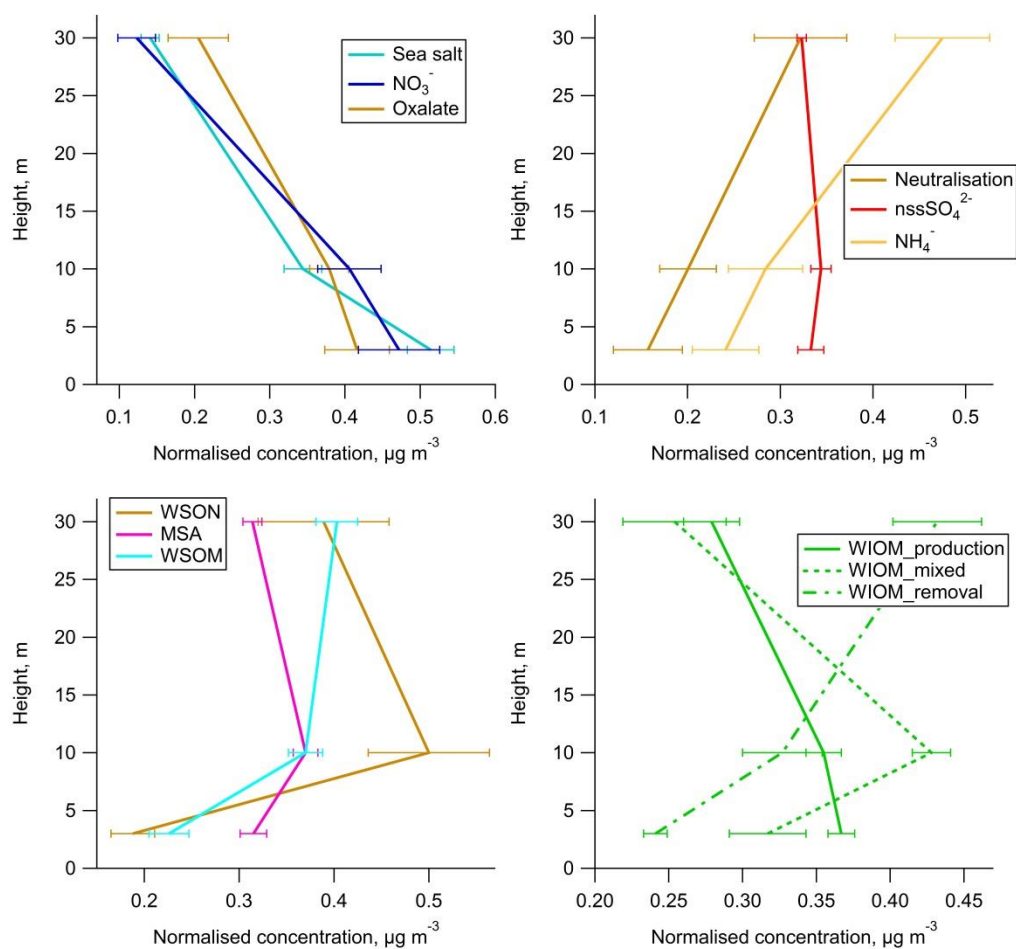 30
25
20
15
10
5
0
Height, m
Sea salt
NO₃⁻
Oxalate
0.1 0.2 0.3 0.4 0.5 0.6
Normalised concentration, µg m⁻³
30
25
20
15
10
5
0
Height, m
Neutralisation
nssSO₄²⁻
NH₄⁻
0.1 0.2 0.3 0.4 0.5
Normalised concentration, µg m⁻³
30
25
20
15
10
5
0
Height, m
WSON
MSA
WSOM
0.2 0.3 0.4 0.5
Normalised concentration, µg m⁻³
30
25
20
15
10
5
0
Height, m
WIOM_production
WIOM_mixed
WIOM_removal
0.20 0.25 0.30 0.35 0.40 0.45
Normalised concentration, µg m⁻³